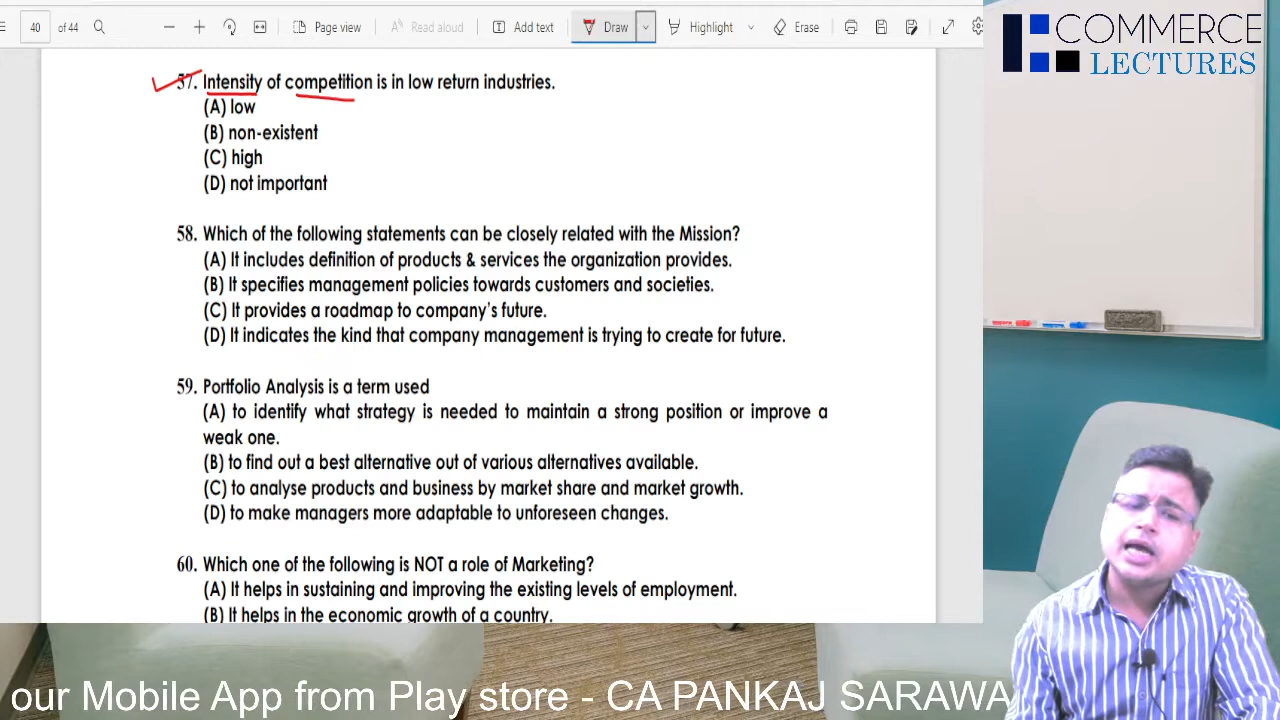 40 of 44 Page view Read aloud Add text Draw Highlight Erase
COMMERCE
LECTURES
57. Intensity of competition is in low return industries.
(A) low
(B) non-existent
(C) high
(D) not important
58. Which of the following statements can be closely related with the Mission?
(A) It includes definition of products & services the organization provides.
(B) It specifies management policies towards customers and societies.
(C) It provides a roadmap to company's future.
(D) It indicates the kind that company management is trying to create for future.
59. Portfolio Analysis is a term used
(A) to identify what strategy is needed to maintain a strong position or improve a
weak one.
(B) to find out a best alternative out of various alternatives available.
(C) to analyse products and business by market share and market growth.
(D) to make managers more adaptable to unforeseen changes.
60. Which one of the following is NOT a role of Marketing?
(A) It helps in sustaining and improving the existing levels of employment.
(B) It helps in the economic growth of a country.
our Mobile App from Play store - CA PANKAJ SARAWA